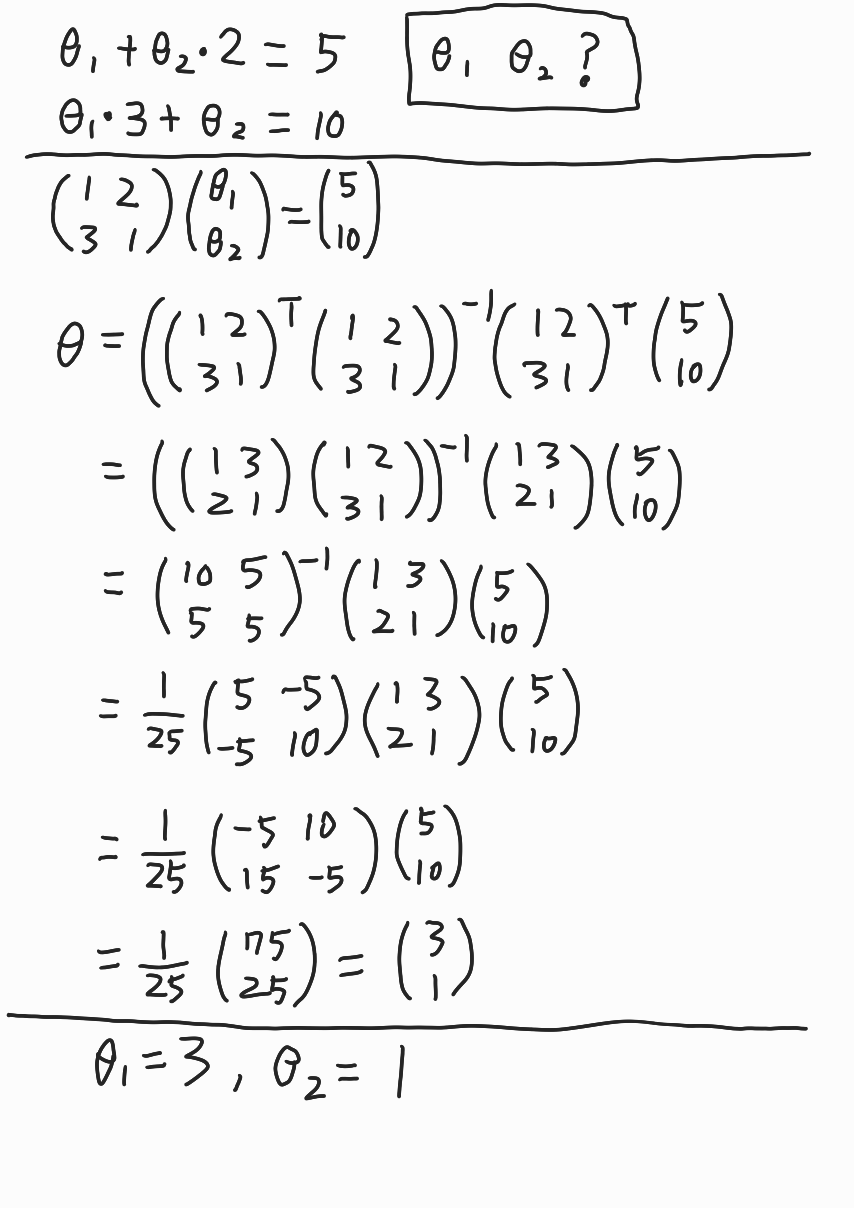 θ₁ + θ₂·2 = 5
θ₁ θ₂ ?
θ₁·3 + θ₂ = 10
(1 2; 3 1)(θ₁; θ₂) = (5; 10)
θ = ((1 2; 3 1)ᵀ(1 2; 3 1))⁻¹(1 2; 3 1)ᵀ(5; 10)
= ((1 3; 2 1)(1 2; 3 1))⁻¹(1 3; 2 1)(5; 10)
= (10 5; 5 5)⁻¹(1 3; 2 1)(5; 10)
= 1/25 (5 -5; -5 10)(1 3; 2 1)(5; 10)
= 1/25 (-5 10; 15 -5)(5; 10)
= 1/25 (75; 25) = (3; 1)
θ₁ = 3 , θ₂ = 1